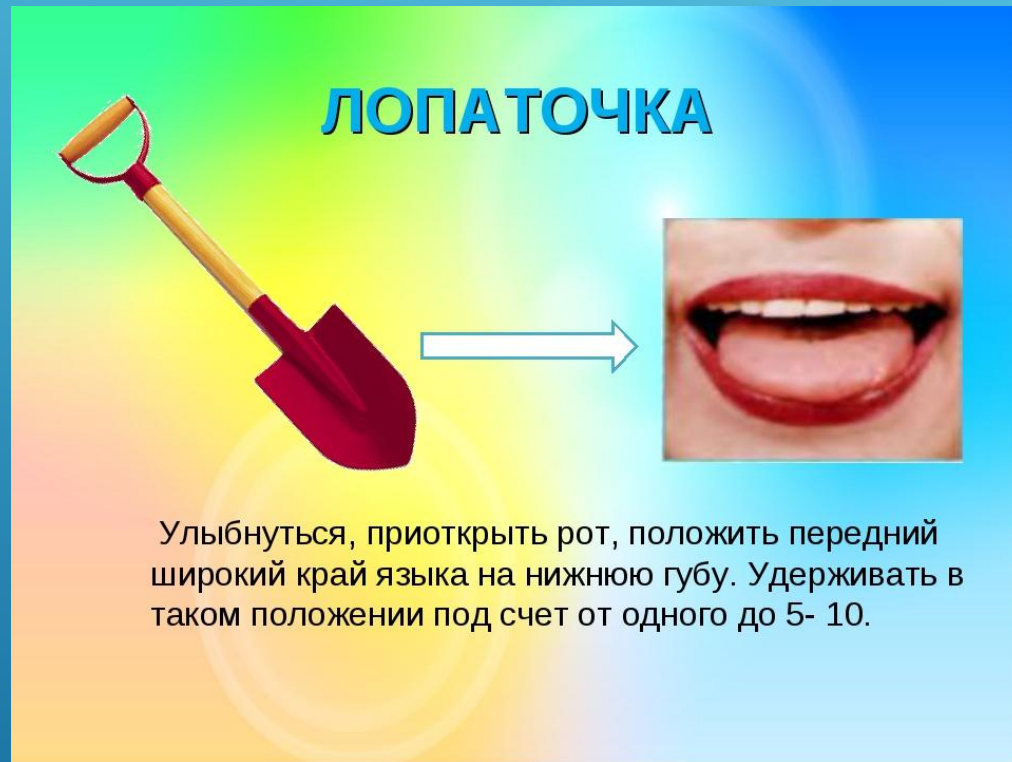 ЛОПАТОЧКА
Улыбнуться, приоткрыть рот, положить передний
широкий край языка на нижнюю губу. Удерживать в
таком положении под счет от одного до 5- 10.